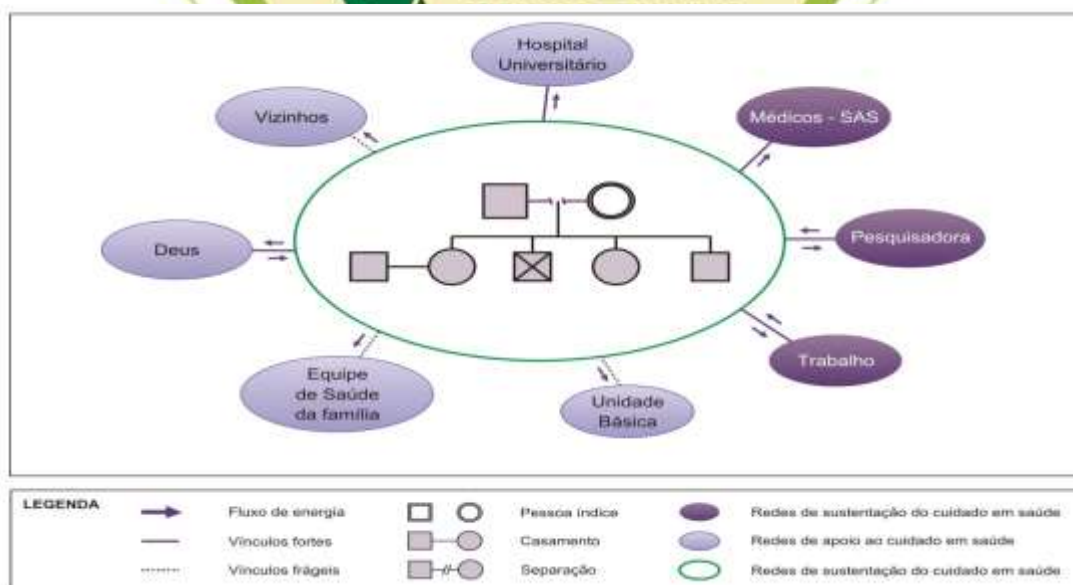 Hospital
Universitário
Vizinhos
Médicos - SAS
Deus
Pesquisadora
Equipe
de Saúde
da família
Trabalho
Unidade
Básica
LEGENDA
Fluxo de energia
Pessoa índice
Redes de sustentação do cuidado em saúde
Vínculos fortes
Casamento
Redes de apoio ao cuidado em saúde
Vínculos frágeis
Separação
Redes de sustentação do cuidado em saúde